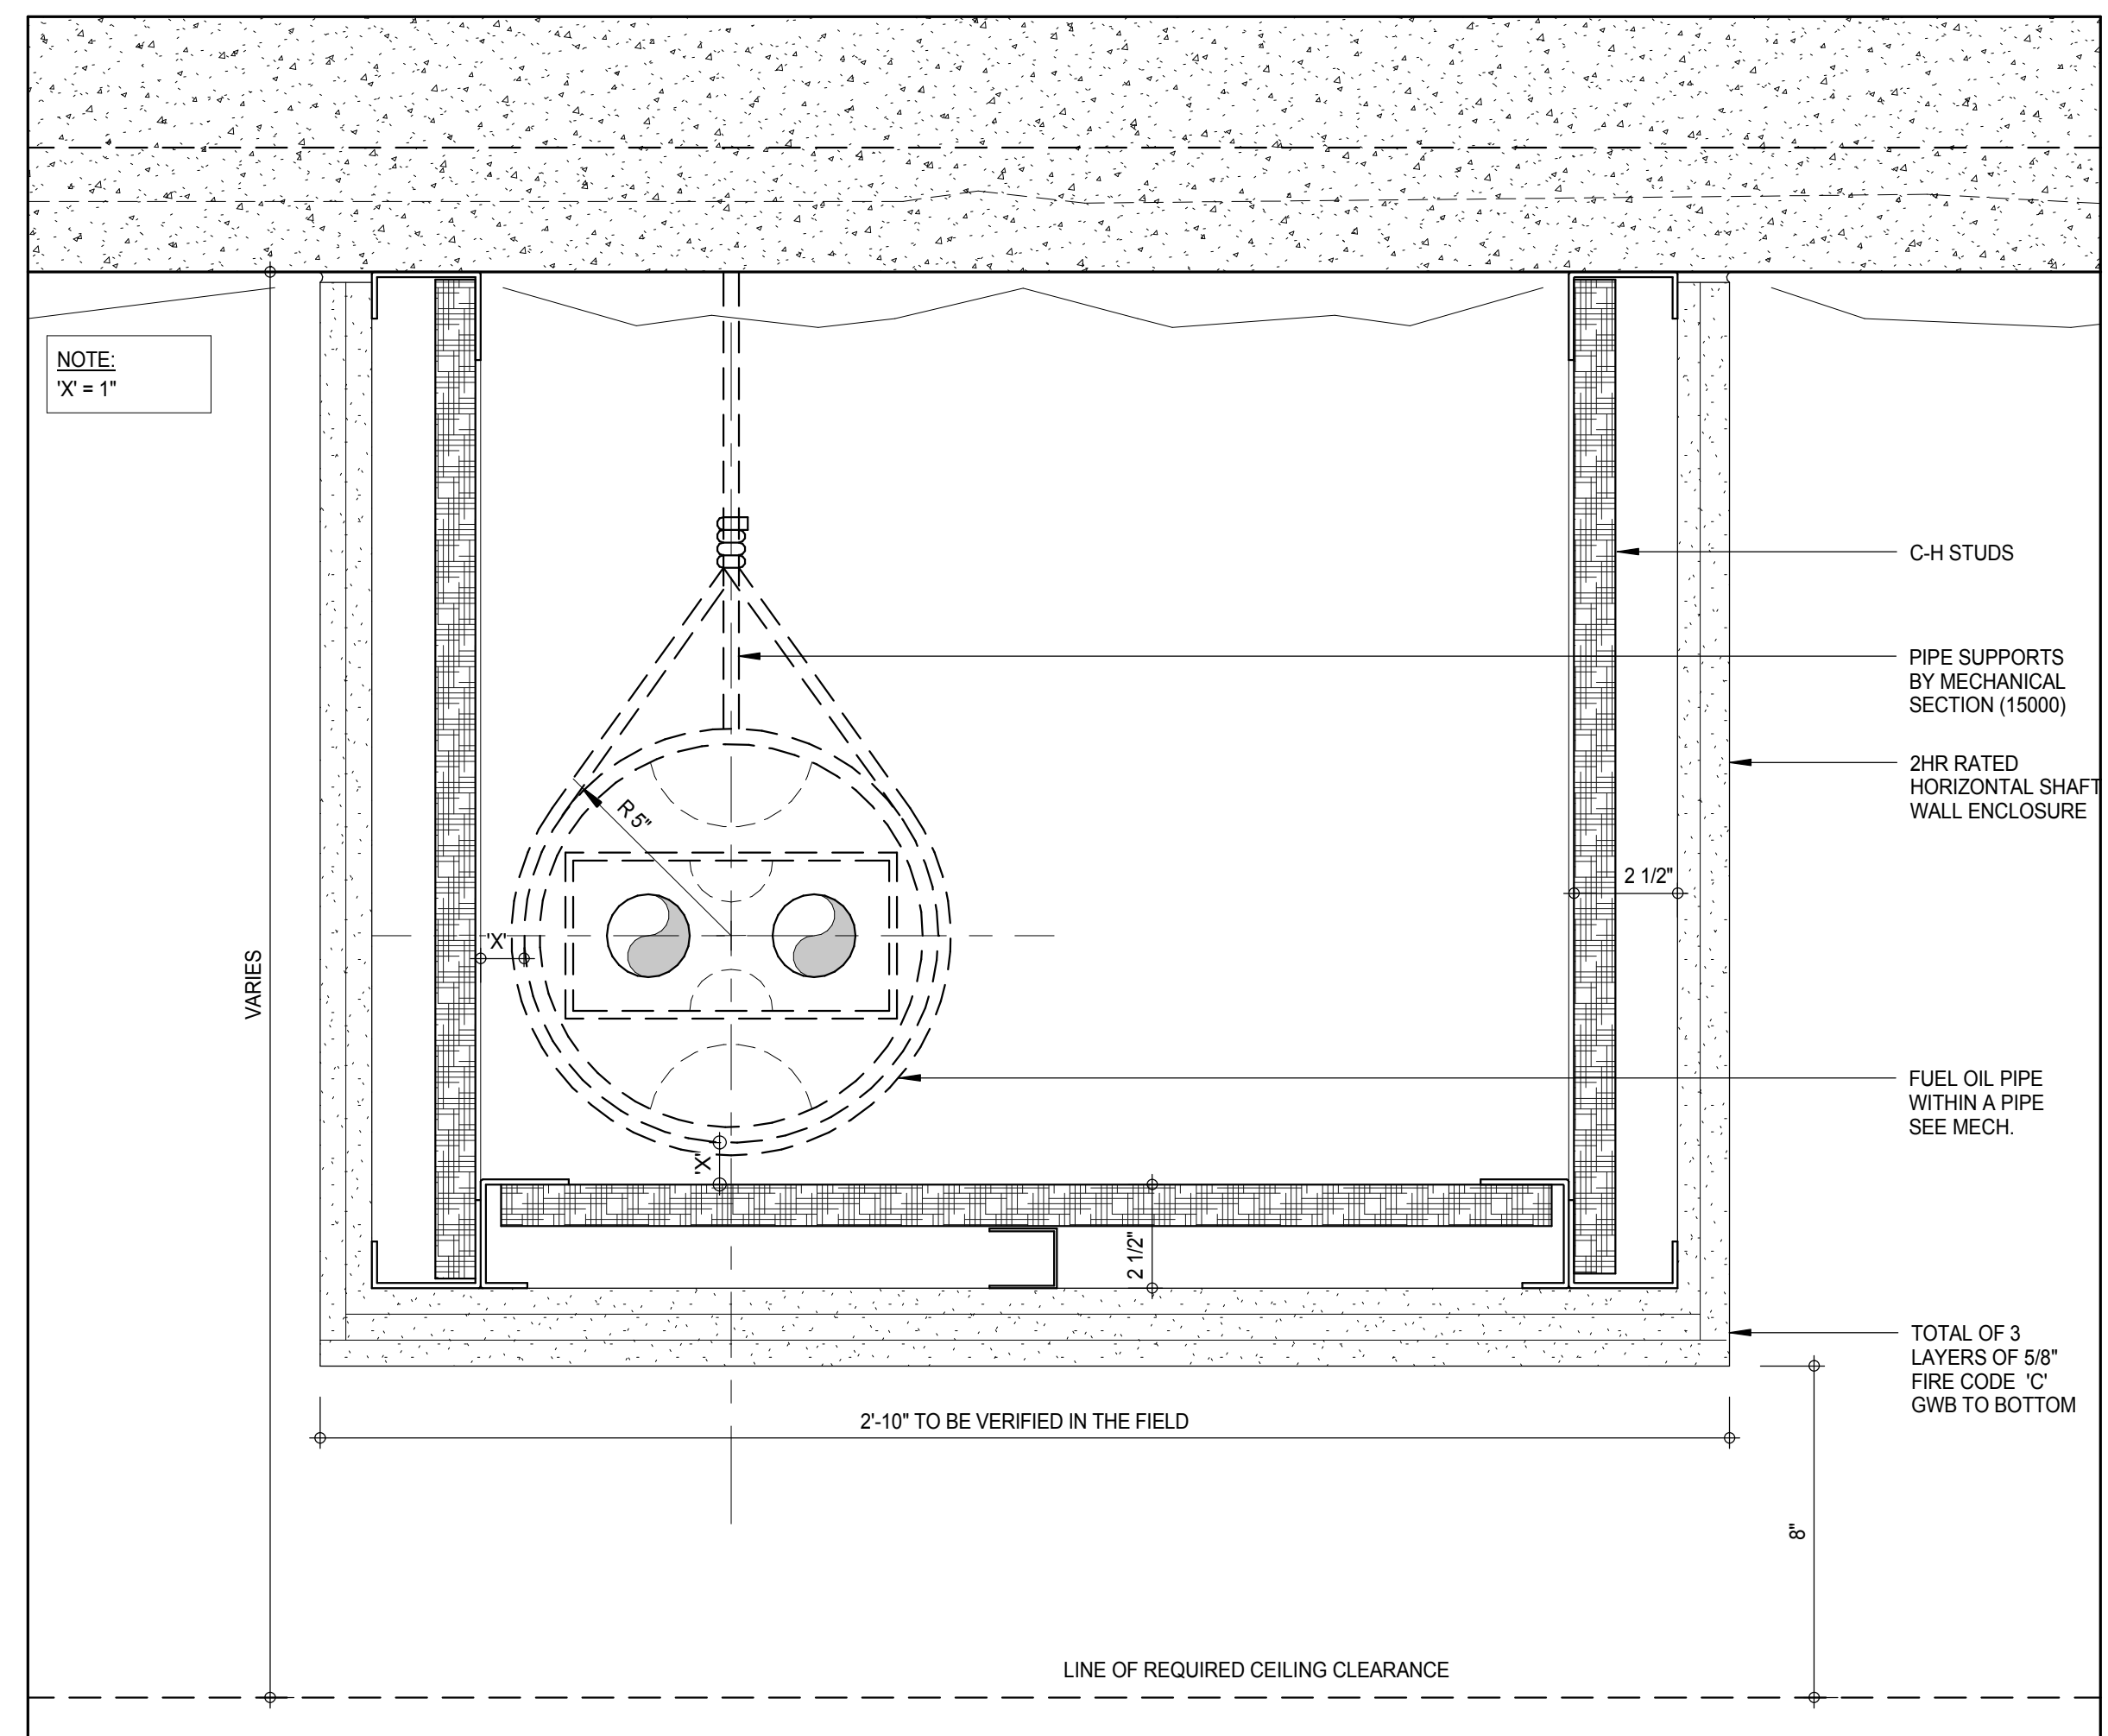 NOTE:
'X' = 1"
C-H STUDS
PIPE SUPPORTS
BY MECHANICAL
SECTION (15000)
2HR RATED
HORIZONTAL SHAFT
WALL ENCLOSURE
R 5"
2 1/2"
'X'
VARIES
FUEL OIL PIPE
WITHIN A PIPE
SEE MECH.
'X'
2 1/2"
TOTAL OF 3
LAYERS OF 5/8"
FIRE CODE 'C'
GWB TO BOTTOM
2'-10" TO BE VERIFIED IN THE FIELD
8"
LINE OF REQUIRED CEILING CLEARANCE